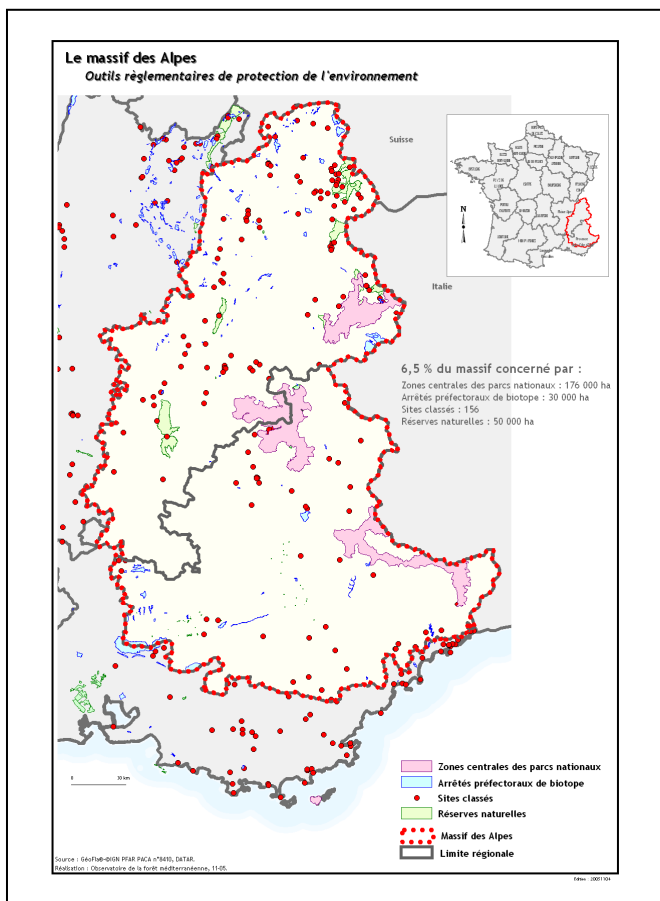 Le massif des Alpes
Outils règlementaires de protection de l'environnement
Suisse
N
Italie
6,5 % du massif concerné par :
Zones centrales des parcs nationaux : 176 000 ha
Arrêtés préfectoraux de biotope : 30 000 ha
Sites classés : 156
Réserves naturelles : 50 000 ha
Zones centrales des parcs nationaux
Arrêtés préfectoraux de biotope
Sites classés
Réserves naturelles
Massif des Alpes
Limite régionale
Source : GéoFla®-©IGN PFAR PACA n°8410, DATAR.
Réalisation : Observatoire de la forêt méditerranéenne, 11-05.